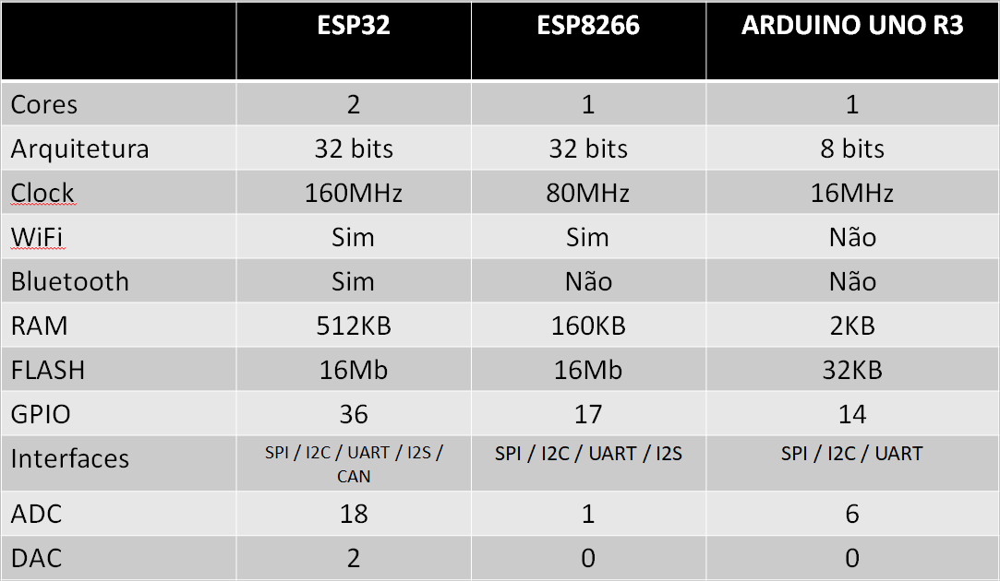 ESP32 ESP8266 ARDUINO UNO R3
Cores 2 1 1
Arquitetura 32 bits 32 bits 8 bits
Clock 160MHz 80MHz 16MHz
WiFi Sim Sim Não
Bluetooth Sim Não Não
RAM 512KB 160KB 2KB
FLASH 16Mb 16Mb 32KB
GPIO 36 17 14
Interfaces SPI / I2C / UART / I2S / CAN SPI / I2C / UART / I2S SPI / I2C / UART
ADC 18 1 6
DAC 2 0 0